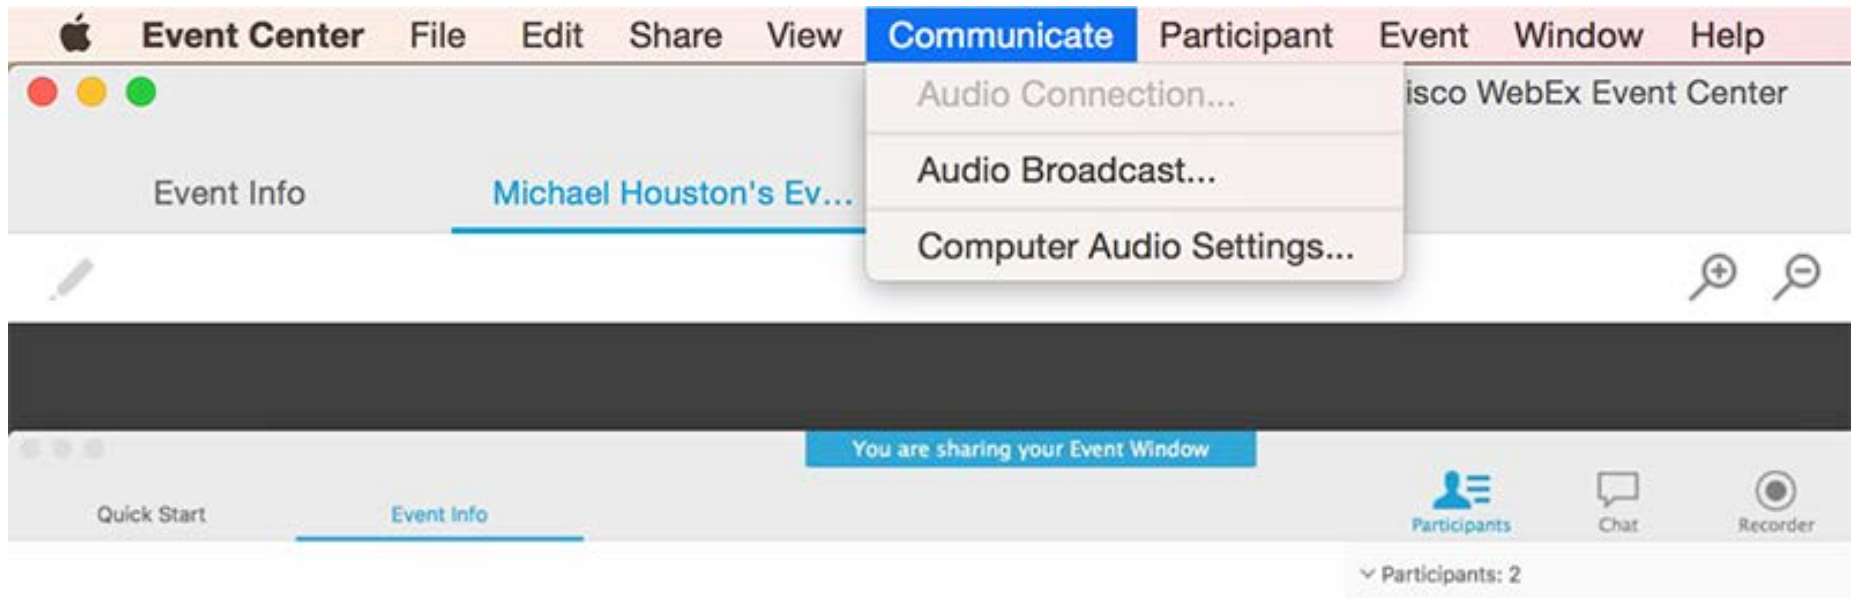 Event Center File Edit Share View Communicate Participant Event Window Help
Audio Connection...
isco WebEx Event Center
Audio Broadcast...
Event Info Michael Houston's Ev...
Computer Audio Settings...
You are sharing your Event Window
Quick Start Event Info
Participants Chat Recorder
Participants: 2